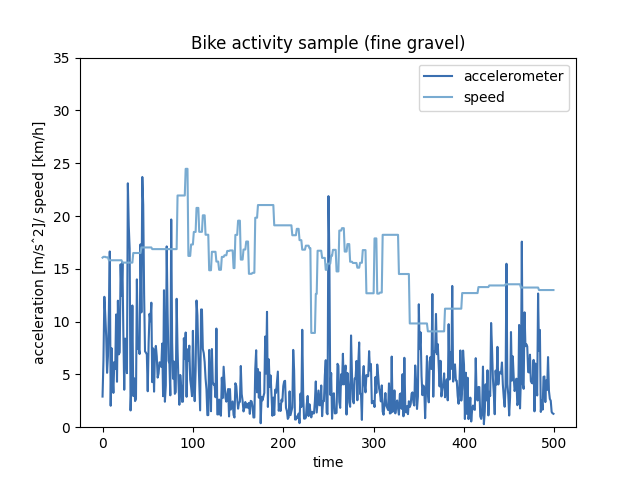 Bike activity sample (fine gravel)
accelerometer
speed
acceleration [m/s^2]/ speed [km/h]
35
30
25
20
15
10
5
0
0 100 200 300 400 500
time